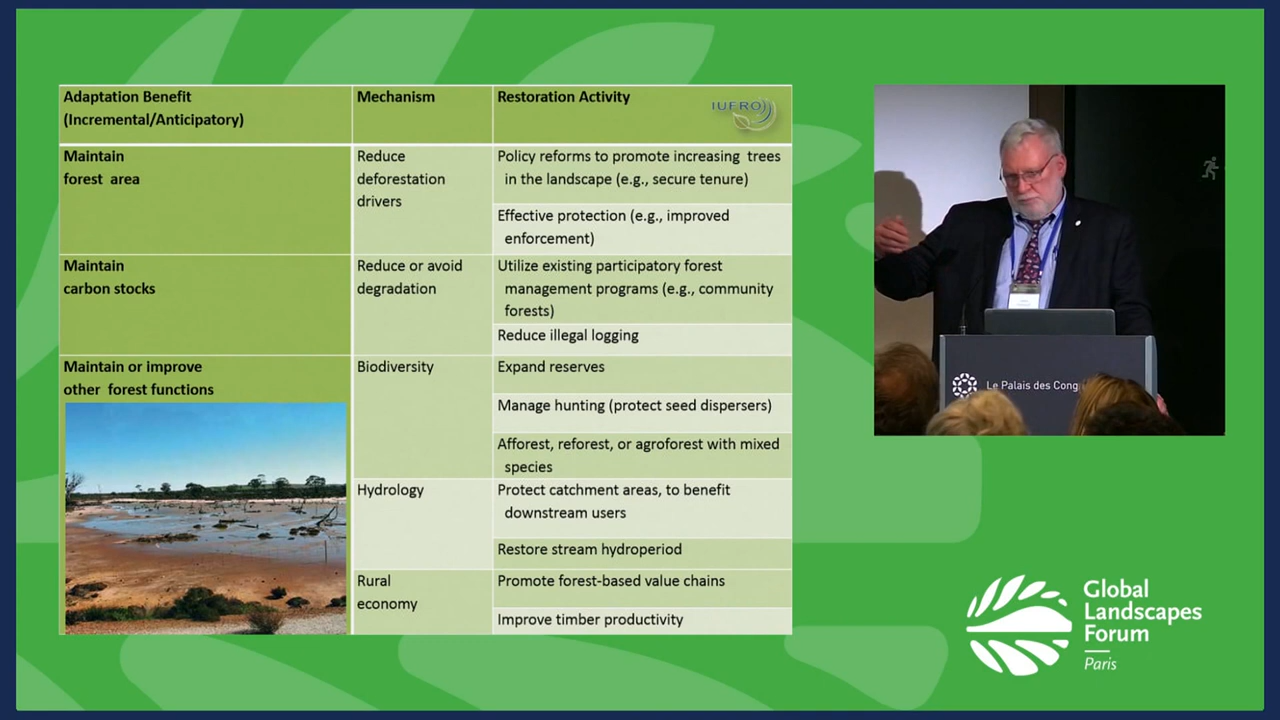 Adaptation Benefit
(Incremental/Anticipatory)
Mechanism
Restoration Activity
IUFRO
Maintain
forest area
Reduce
deforestation
drivers
Policy reforms to promote increasing trees
in the landscape (e.g., secure tenure)
Effective protection (e.g., improved
enforcement)
Maintain
carbon stocks
Reduce or avoid
degradation
Utilize existing participatory forest
management programs (e.g., community
forests)
Reduce illegal logging
Maintain or improve
other forest functions
Biodiversity
Expand reserves
Manage hunting (protect seed dispersers)
Afforest, reforest, or agroforest with mixed
species
Hydrology
Protect catchment areas, to benefit
downstream users
Restore stream hydroperiod
Rural
economy
Promote forest-based value chains
Improve timber productivity
Le Palais des Cong
Global
Landscapes
Forum
Paris